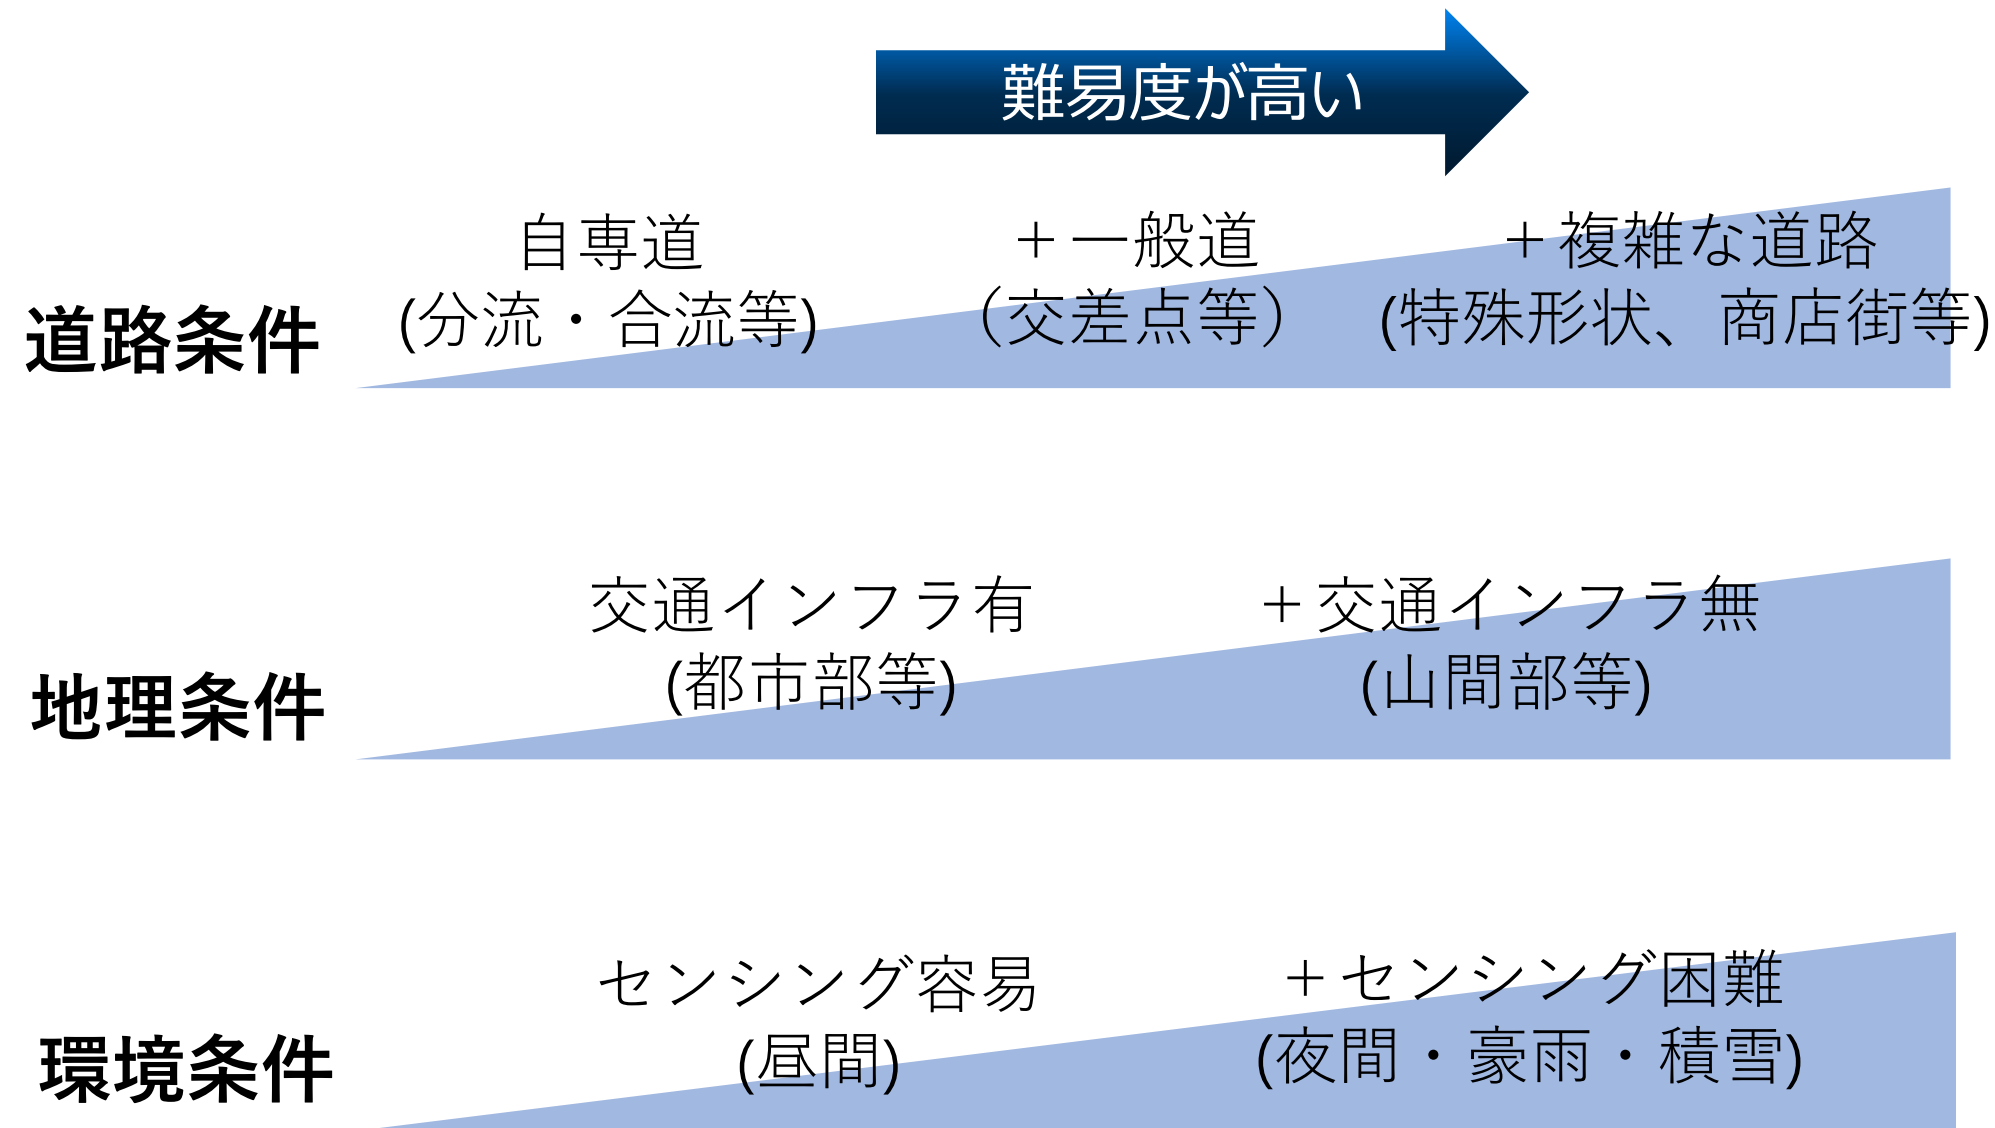 難易度が高い
道路条件
自専道
(分流・合流等)
＋一般道
（交差点等）
＋複雑な道路
(特殊形状、商店街等)
地理条件
交通インフラ有
(都市部等)
＋交通インフラ無
(山間部等)
環境条件
センシング容易
(昼間)
＋センシング困難
(夜間・豪雨・積雪)